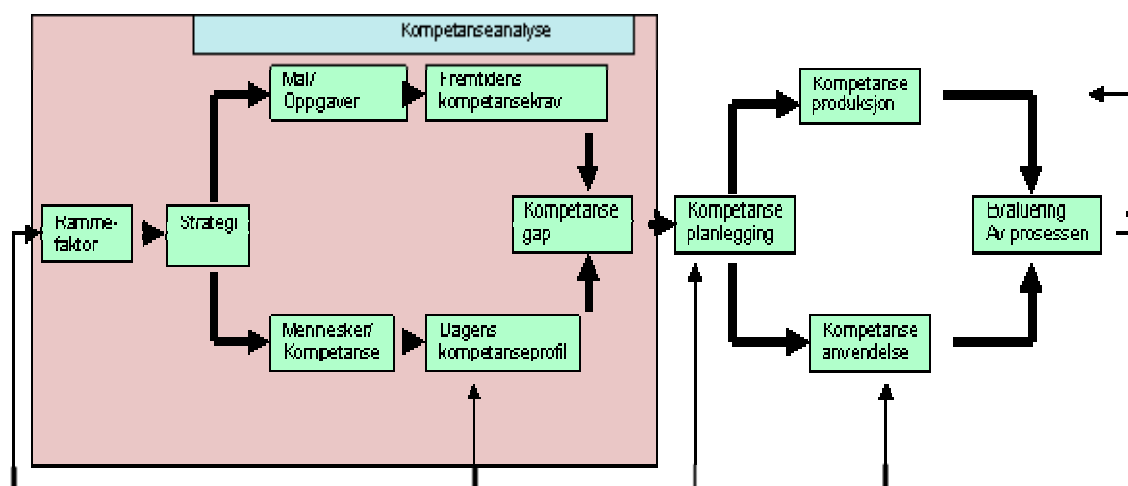 Kompetanseanalyse
Mål/
Oppgaver
Fremtidens
kompetansekrav
Kompetanse
produksjon
Ramme-
faktor
Strategi
Kompetanse
gap
Kompetanse
planlegging
Evaluering
Av prosessen
Mennesker/
Kompetanse
Dagens
kompetanseprofil
Kompetanse
anvendelse